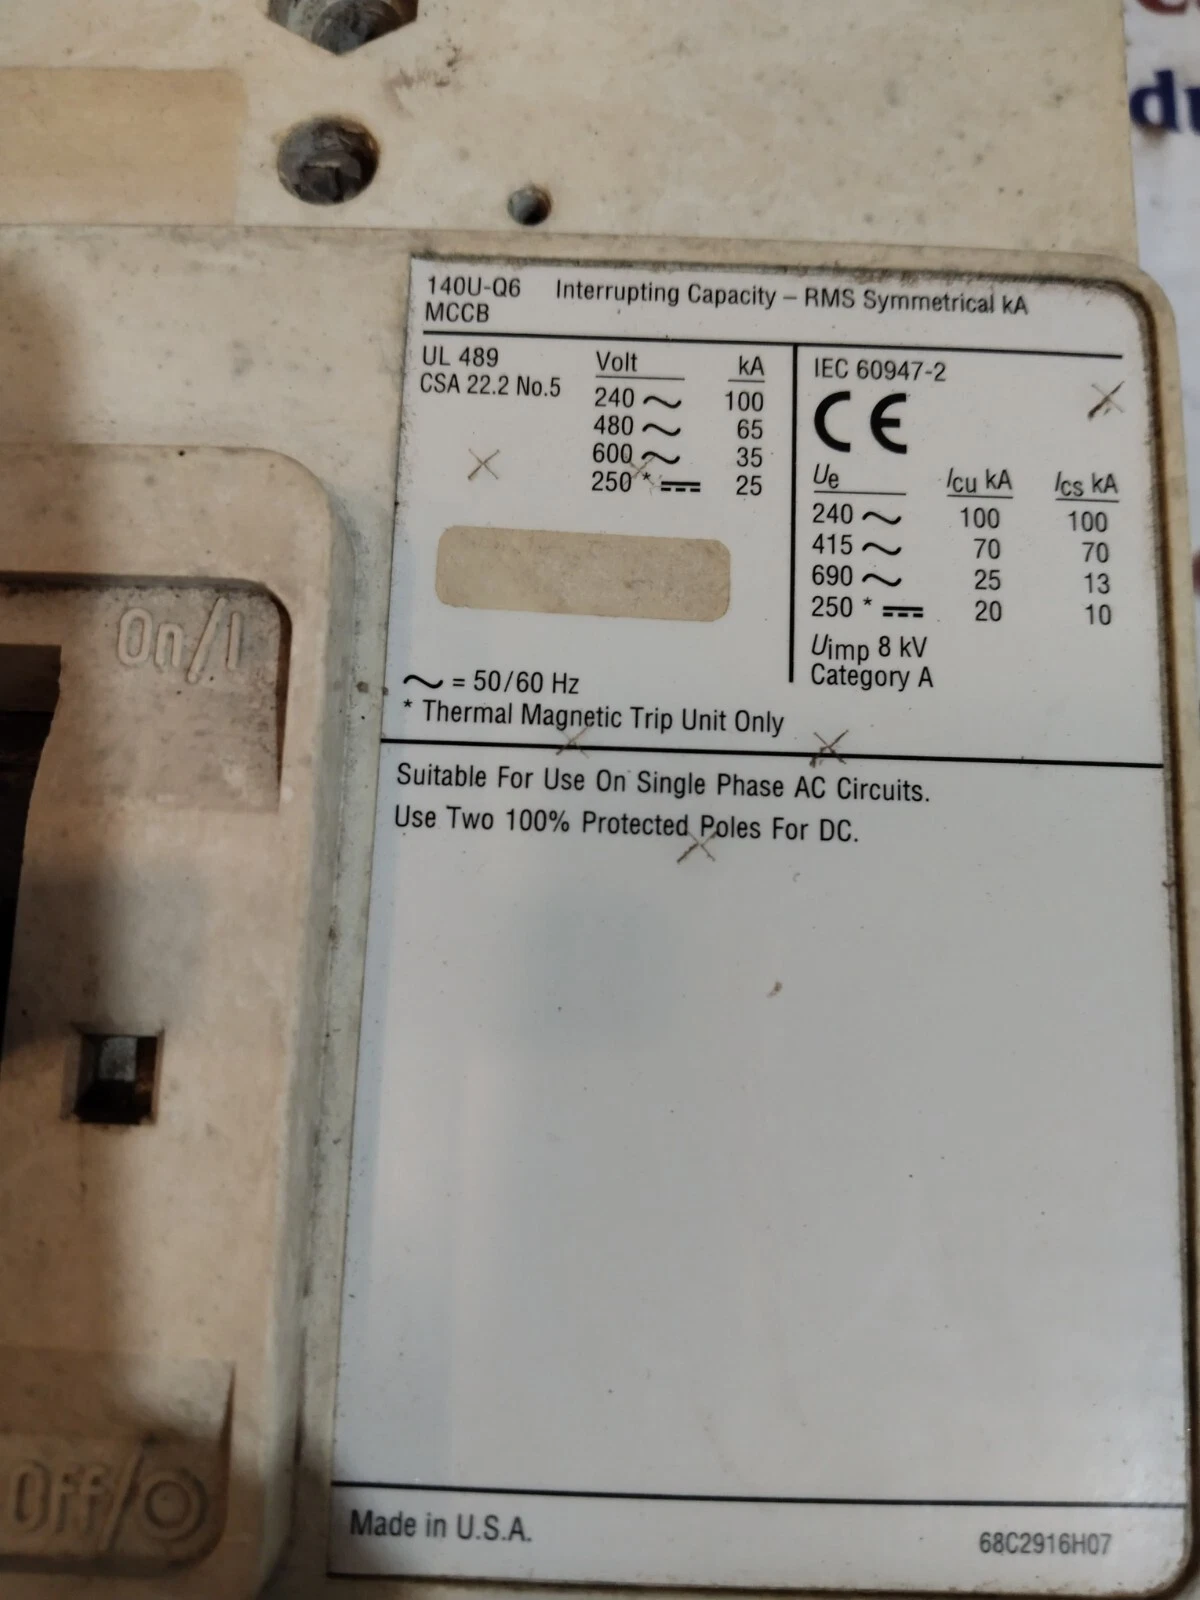 140U-Q6 Interrupting Capacity – RMS Symmetrical kA
MCCB
UL 489
CSA 22.2 No.5
Volt kA
240 ~ 100
480 ~ 65
600 ~ 35
250 * ⎓ 25
IEC 60947-2
CE
Ue Icu kA Ics kA
240 ~ 100 100
415 ~ 70 70
690 ~ 25 13
250 * ⎓ 20 10
Uimp 8 kV
Category A
~ = 50/60 Hz
* Thermal Magnetic Trip Unit Only
Suitable For Use On Single Phase AC Circuits.
Use Two 100% Protected Poles For DC.
Made in U.S.A.
68C2916H07
On/I
Off/O